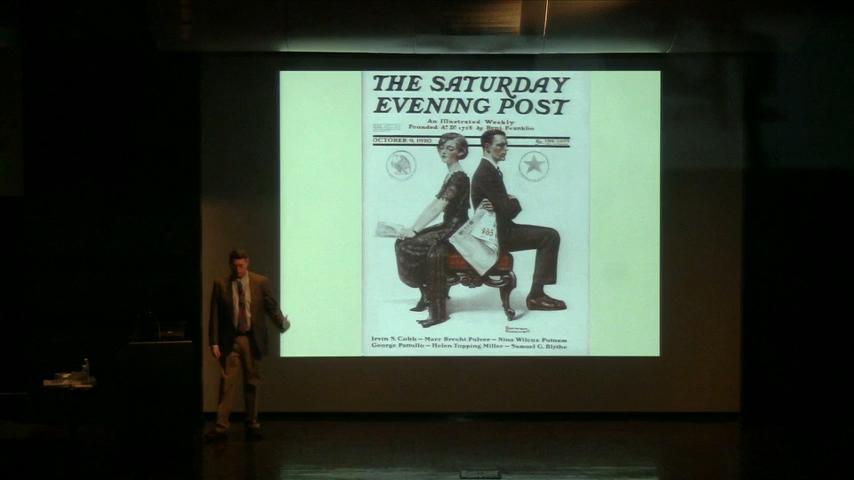 THE SATURDAY
EVENING POST
An Illustrated Weekly
Founded A.D. 1728 by Benj. Franklin
OCTOBER 9, 1920
Irvin S. Cobb — Mary Brecht Pulver — Nina Wilcox Putnam
George Pattullo — Helen Topping Miller — Samuel G. Blythe